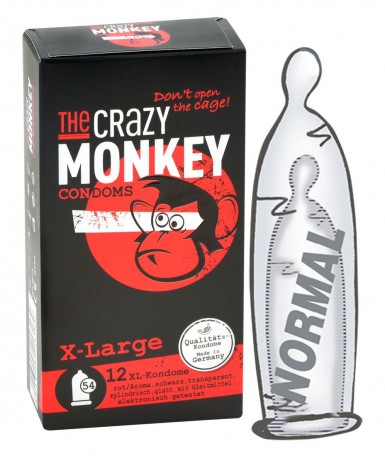 Don't open
the cage!
THE CRAZY
MONKEY
CONDOMS
X-Large
Qualitäts-
Kondome
Made in
Germany
54
12 XL-Kondome
rot/Aroma, schwarz, transparent,
zylindrisch, glatt, mit Gleitmittel
elektronisch getestet
NORMAL